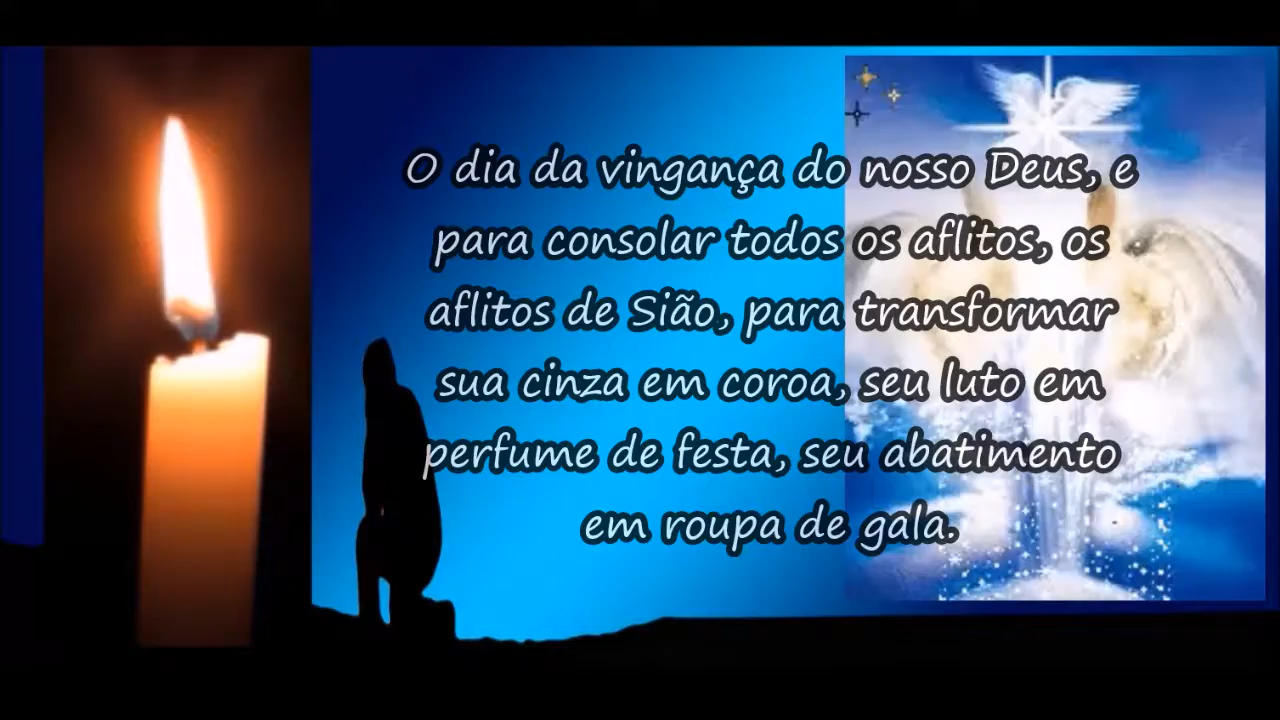 O dia da vingança do nosso Deus, e
para consolar todos os aflitos, os
aflitos de Sião, para transformar
sua cinza em coroa, seu luto em
perfume de festa, seu abatimento
em roupa de gala.